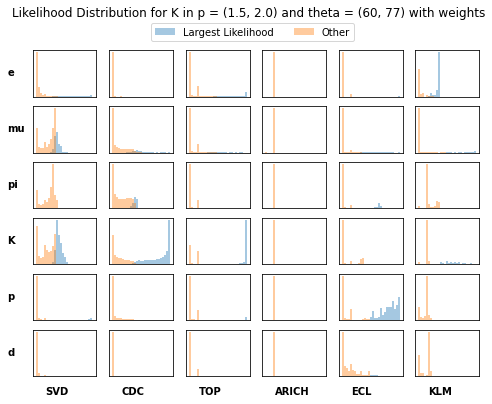 Likelihood Distribution for K in p = (1.5, 2.0) and theta = (60, 77) with weights
Largest Likelihood Other
e
mu
pi
K
p
d
SVD CDC TOP ARICH ECL KLM